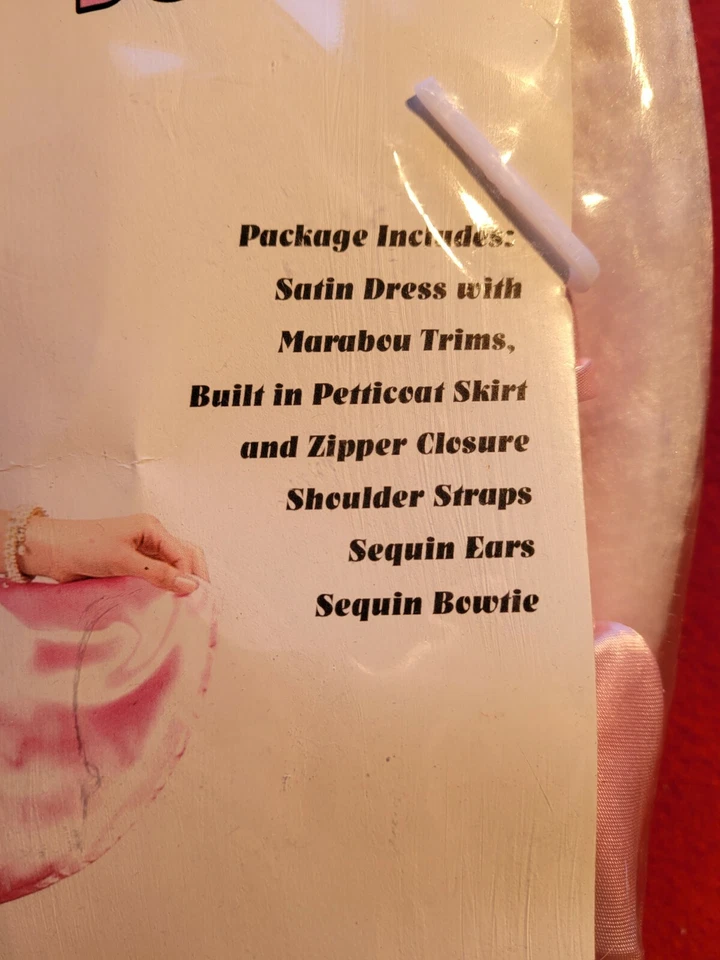 Package Includes:
Satin Dress with
Marabou Trims,
Built in Petticoat Skirt
and Zipper Closure
Shoulder Straps
Sequin Ears
Sequin Bowtie